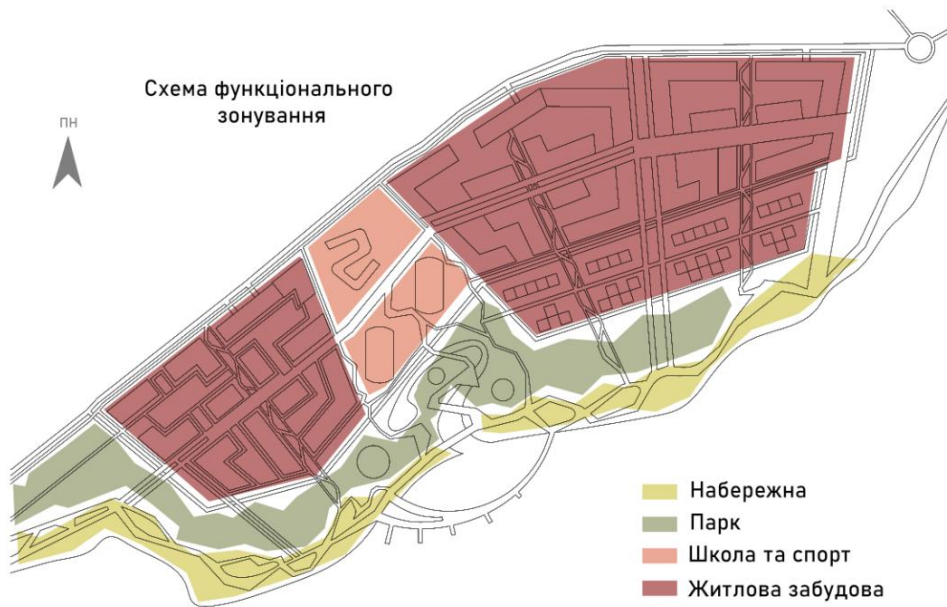 Схема функціонального
зонування
ПН
Набережна
Парк
Школа та спорт
Житлова забудова